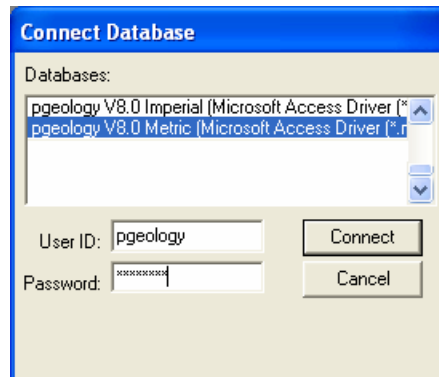 Connect Database
Databases:
pgeology V8.0 Imperial (Microsoft Access Driver (*
pgeology V8.0 Metric (Microsoft Access Driver (*.r
User ID: pgeology
Connect
Password: ××××××××
Cancel